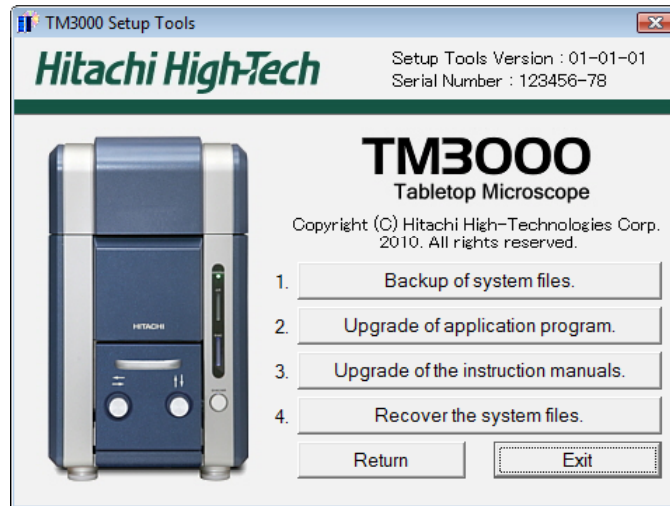 TM3000 Setup Tools
Hitachi High-Tech
Setup Tools Version : 01-01-01
Serial Number : 123456-78
TM3000
Tabletop Microscope
Copyright (C) Hitachi High-Technologies Corp.
2010. All rights reserved.
HITACHI
1. Backup of system files.
2. Upgrade of application program.
3. Upgrade of the instruction manuals.
4. Recover the system files.
Return Exit